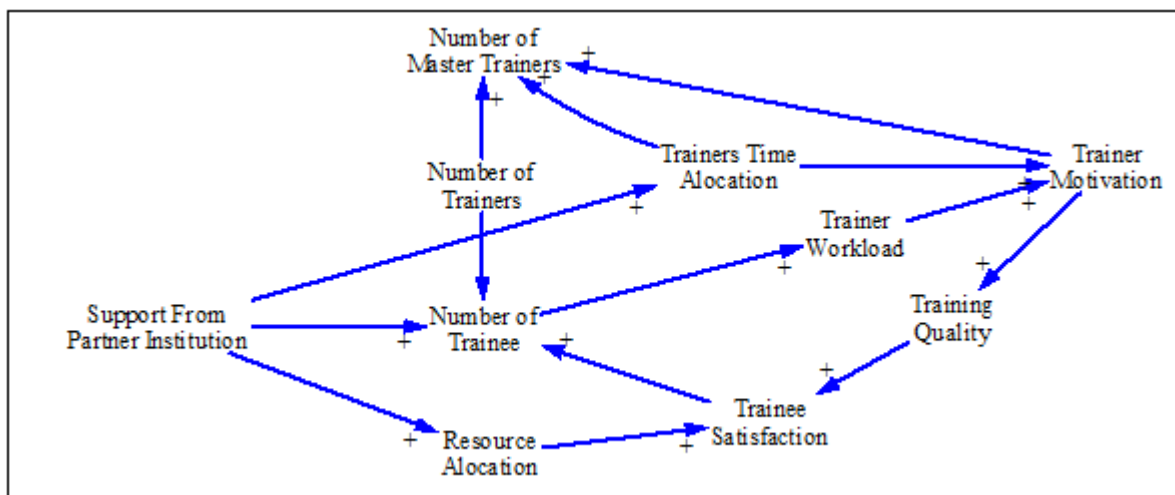 Number of
Master Trainers
+
+
+
Number of
Trainers
Trainers Time
Alocation
Trainer
Motivation
+
+
+
Trainer
Workload
+
+
Support From
Partner Institution
+
Number of
Trainee
+
Training
Quality
+
Trainee
Satisfaction
+
Resource
Alocation
+